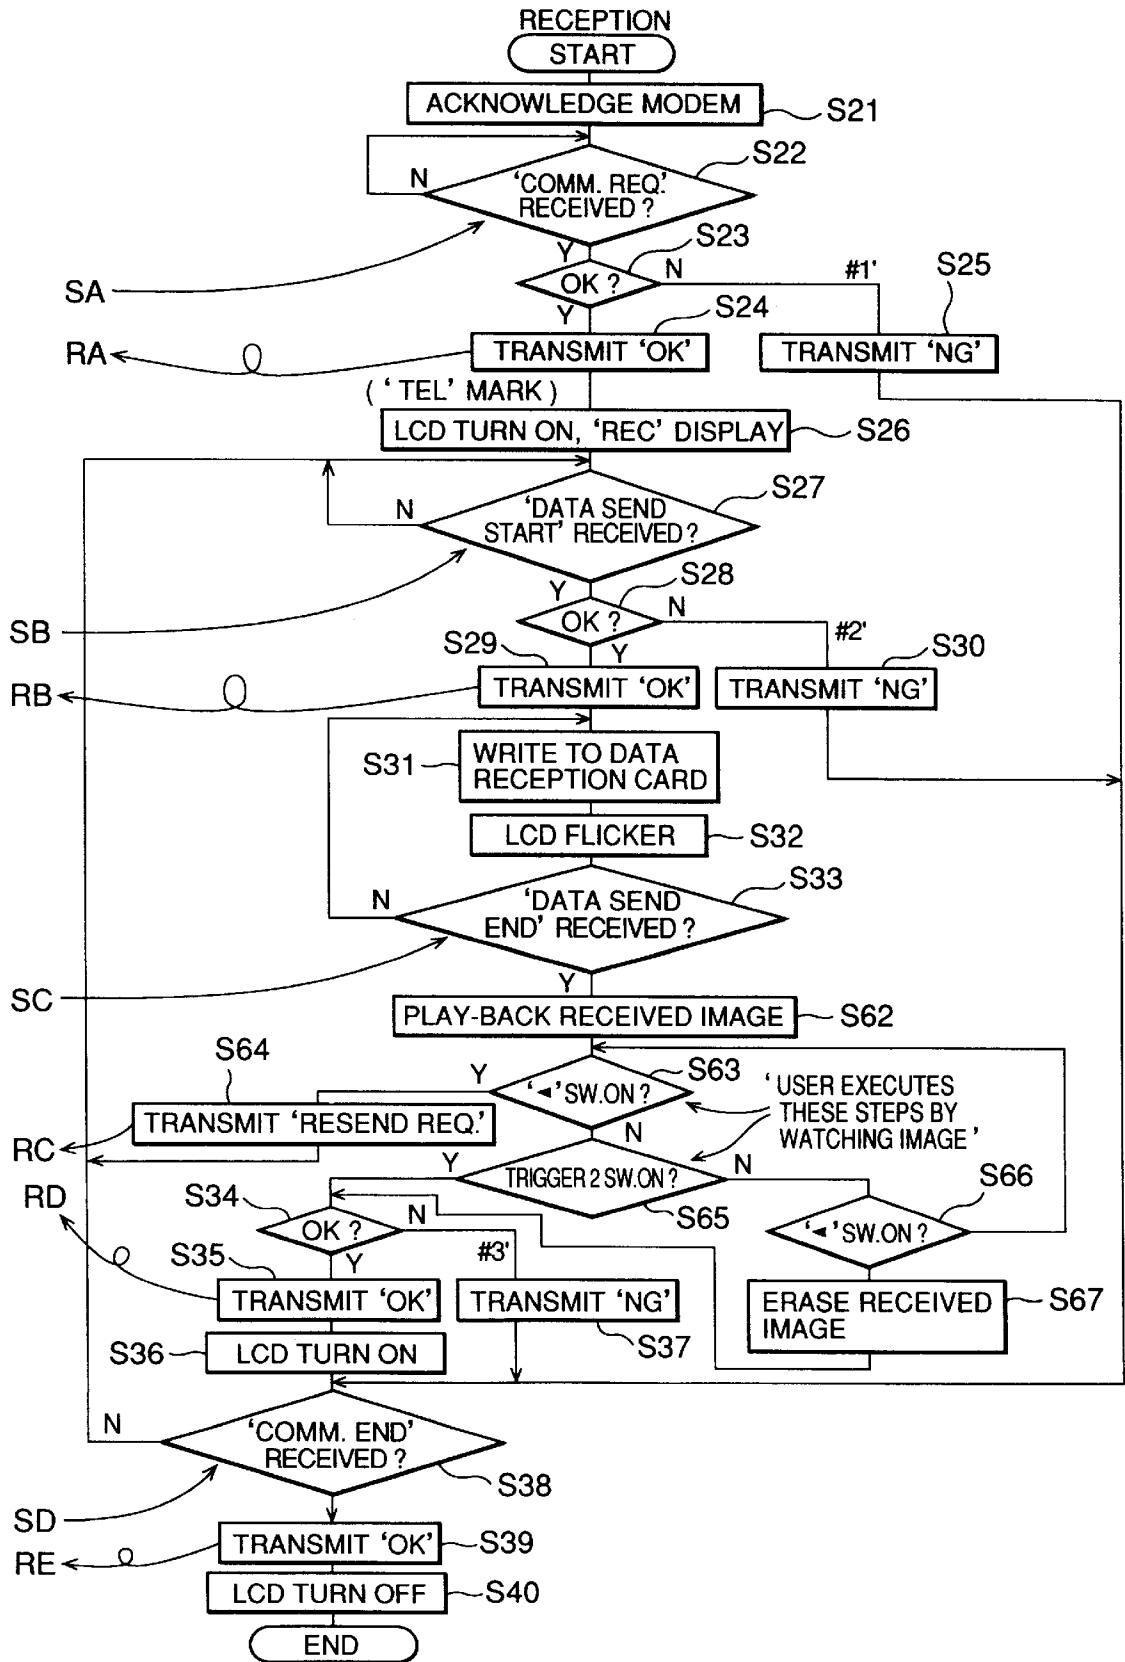 RECEPTION
START
ACKNOWLEDGE MODEM
S21
S22
N
'COMM. REQ.'
RECEIVED ?
Y
S23
SA
OK ?
N
#1'
S25
Y
S24
RA
TRANSMIT 'OK'
TRANSMIT 'NG'
( ' TEL' MARK )
LCD TURN ON, 'REC' DISPLAY
S26
S27
N
'DATA SEND
START' RECEIVED ?
Y
S28
SB
OK ?
N
#2'
S29
Y
S30
RB
TRANSMIT 'OK'
TRANSMIT 'NG'
S31
WRITE TO DATA
RECEPTION CARD
LCD FLICKER
S32
S33
N
'DATA SEND
END' RECEIVED ?
SC
Y
PLAY-BACK RECEIVED IMAGE
S62
S64
Y
'◄' SW.ON ?
S63
' USER EXECUTES
THESE STEPS BY
WATCHING IMAGE '
TRANSMIT 'RESEND REQ.'
N
RC
Y
TRIGGER 2 SW.ON ?
N
S66
RD
S34
S65
OK ?
N
'◄' SW.ON ?
S35
Y
#3'
TRANSMIT 'OK'
TRANSMIT 'NG'
ERASE RECEIVED
IMAGE
S67
S36
LCD TURN ON
S37
N
'COMM. END'
RECEIVED ?
S38
SD
TRANSMIT 'OK'
S39
RE
LCD TURN OFF
S40
END